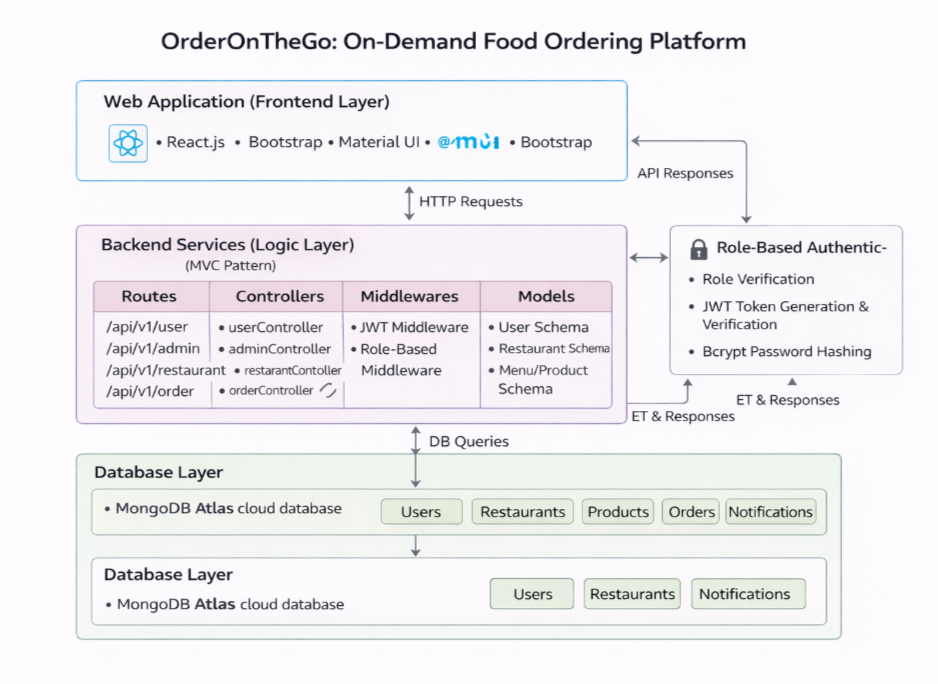 OrderOnTheGo: On-Demand Food Ordering Platform
Web Application (Frontend Layer)
• React.js • Bootstrap • Material UI • @mui • Bootstrap
API Responses
HTTP Requests
Backend Services (Logic Layer)
(MVC Pattern)
Routes Controllers Middlewares Models
/api/v1/user • userController • JWT Middleware • User Schema
/api/v1/admin • adminController • Role-Based • Restaurant Schema
/api/v1/restaurant • restarantContoller Middleware • Menu/Product
/api/v1/order • orderController Schema
Role-Based Authentic-
• Role Verification
• JWT Token Generation &
Verification
• Bcrypt Password Hashing
ET & Responses
ET & Responses
DB Queries
Database Layer
• MongoDB Atlas cloud database Users Restaurants Products Orders Notifications
Database Layer
• MongoDB Atlas cloud database Users Restaurants Notifications